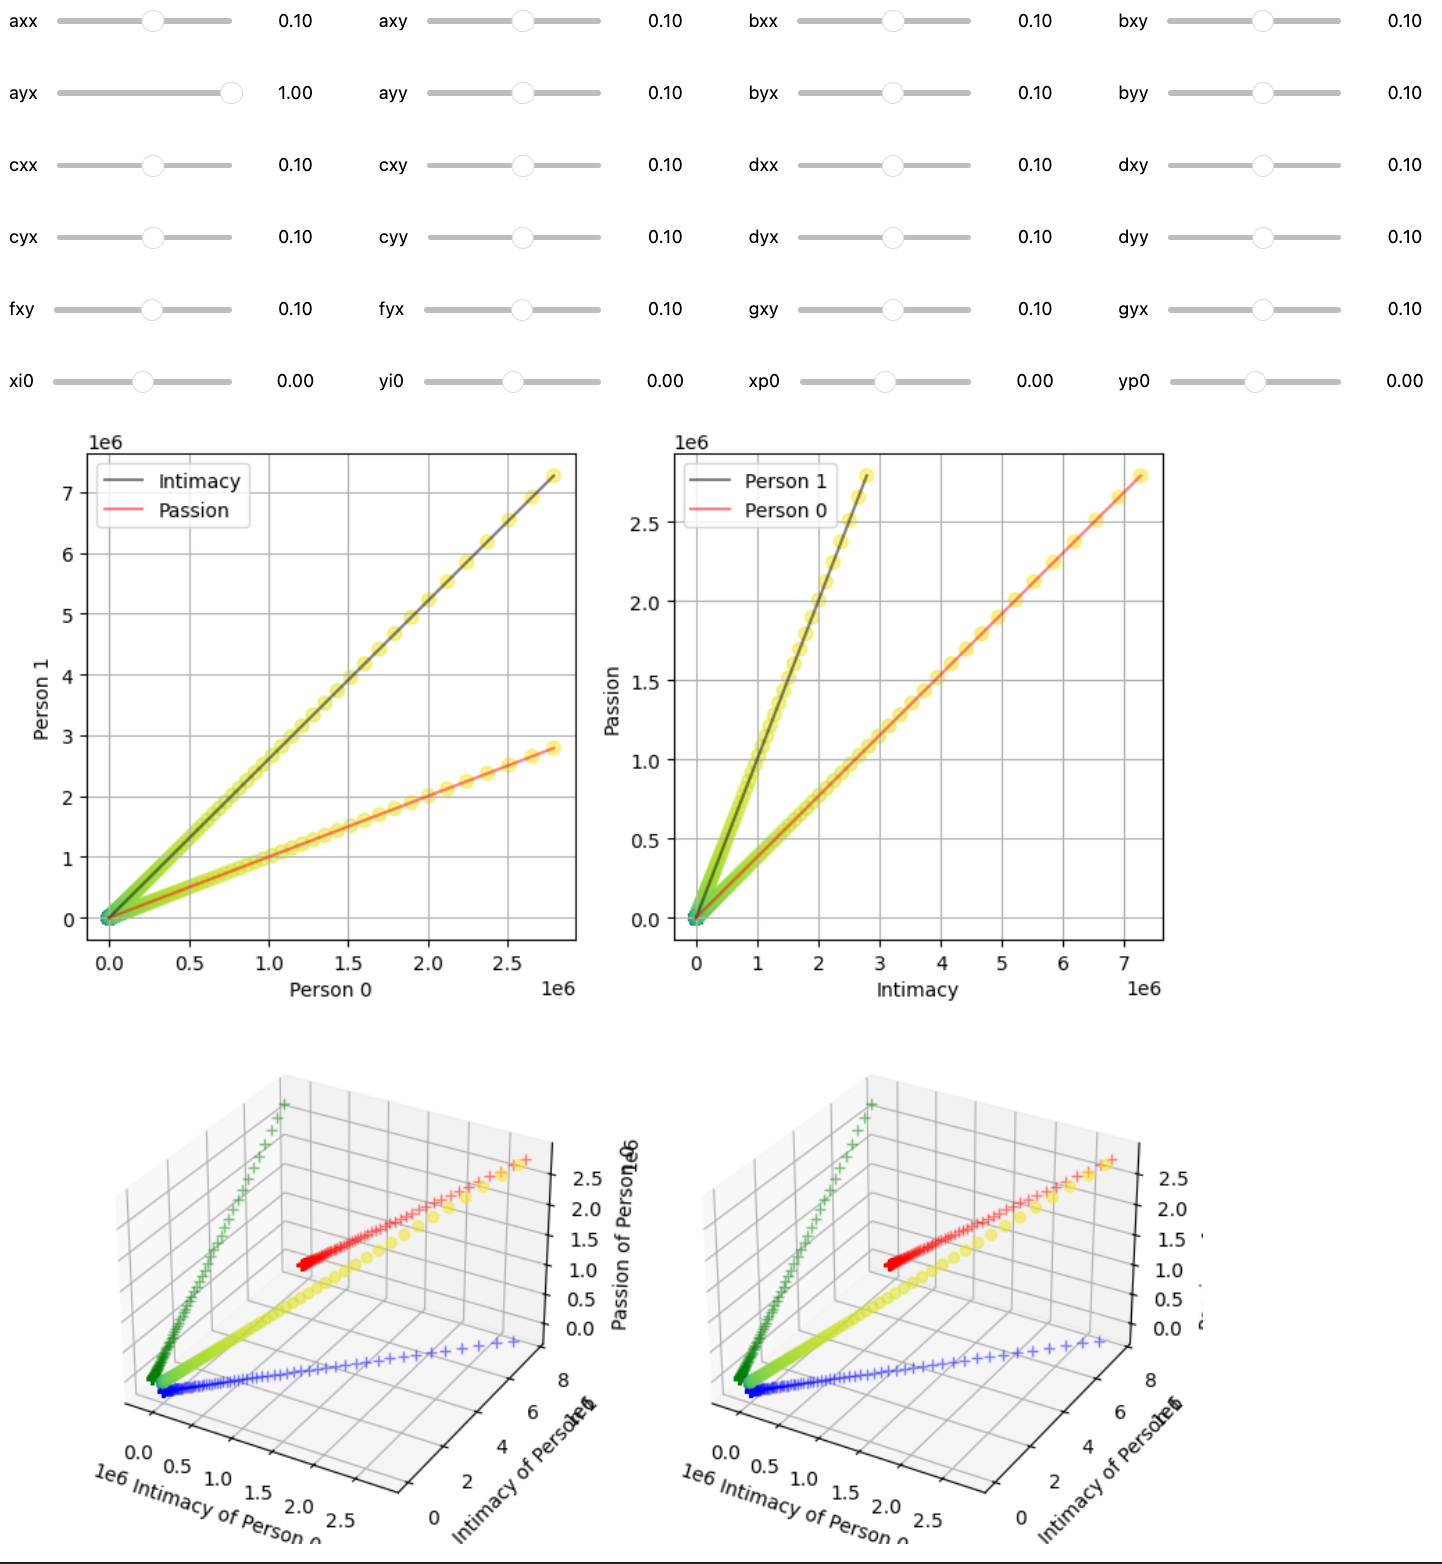 axx 0.10 axy 0.10 bxx 0.10 bxy 0.10
ayx 1.00 ayy 0.10 byx 0.10 byy 0.10
cxx 0.10 cxy 0.10 dxx 0.10 dxy 0.10
cyx 0.10 cyy 0.10 dyx 0.10 dyy 0.10
fxy 0.10 fyx 0.10 gxy 0.10 gyx 0.10
xi0 0.00 yi0 0.00 xp0 0.00 yp0 0.00
1e6
Intimacy
Passion
7
6
5
4
3
2
1
0
Person 1
0.0 0.5 1.0 1.5 2.0 2.5
Person 0
1e6
1e6
Person 1
Person 0
2.5
2.0
1.5
1.0
0.5
0.0
Passion
0 1 2 3 4 5 6 7
Intimacy
1e6
2.5
2.0
1.5
1.0
0.5
0.0
Passion of Person 0
1e6
8
6
4
2
0
Intimacy of Person
0.0 0.5 1.0 1.5 2.0 2.5
1e6 Intimacy of Person 0
2.5
2.0
1.5
1.0
0.5
0.0
8
6
4
2
0
Intimacy of Person
0.0 0.5 1.0 1.5 2.0 2.5
1e6 Intimacy of Person 0